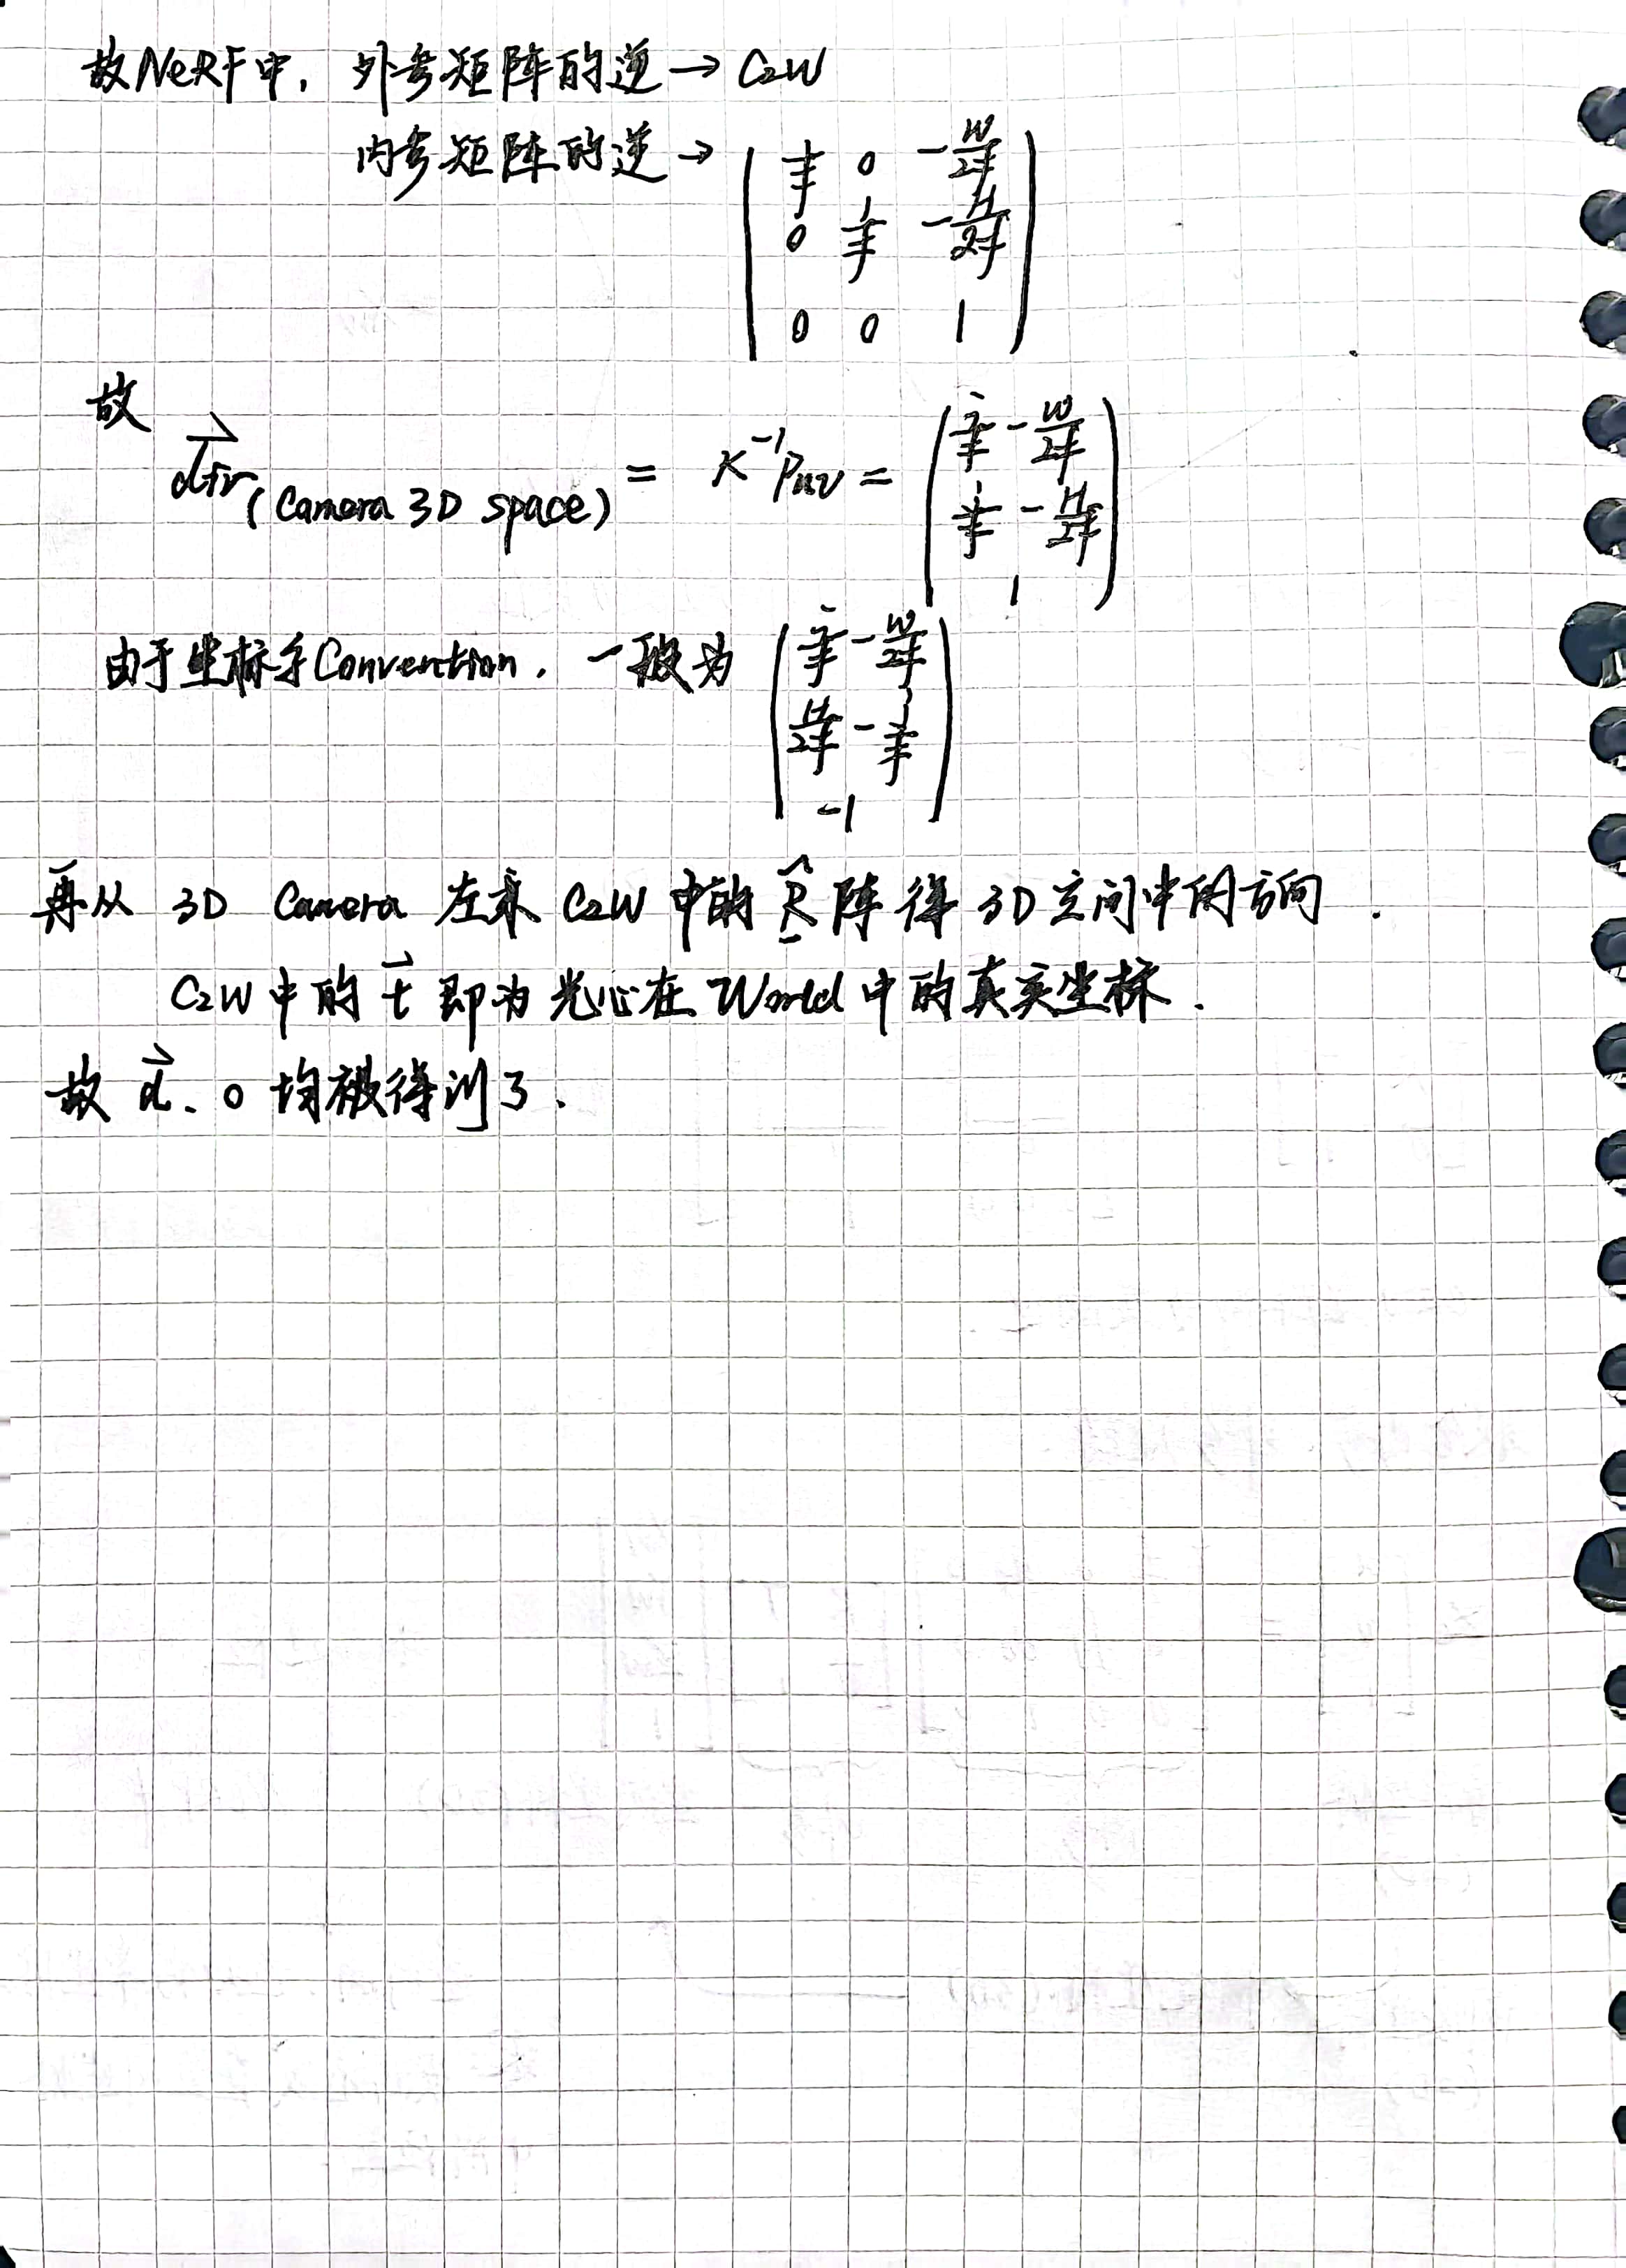 故NeRF中, 外参矩阵的逆 → C2W
内参矩阵的逆 → \begin{pmatrix} \frac{1}{f} & 0 & -\frac{W}{2f} \\ 0 & \frac{1}{f} & -\frac{H}{2f} \\ 0 & 0 & 1 \end{pmatrix}
故
\vec{dir}_{(Camera 3D space)} = K^{-1} P_{uv} = \begin{pmatrix} \frac{i}{f} - \frac{W}{2f} \\ \frac{j}{f} - \frac{H}{2f} \\ 1 \end{pmatrix}
由于坐标系Convention. 一般为 \begin{pmatrix} \frac{i}{f} - \frac{W}{2f} \\ \frac{H}{2f} - \frac{j}{f} \\ -1 \end{pmatrix}
再从 3D Camera 左乘 C2W 中的 \hat{R} 阵 得 3D 空间中的方向.
C2W 中的 \vec{t} 即为光心在 World 中的真实坐标.
故 \vec{d}. o 均被得到了.